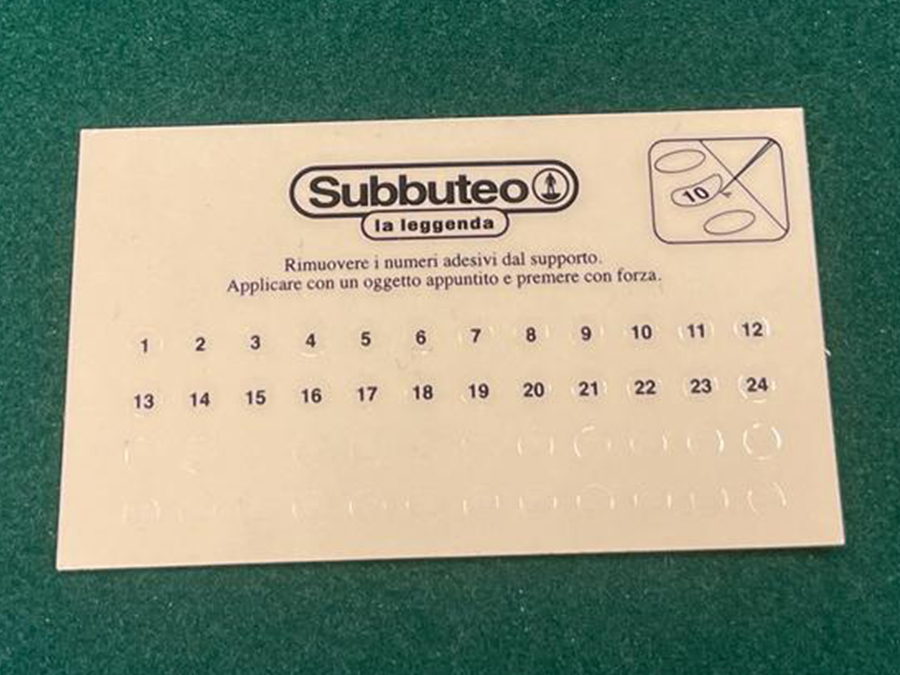 Subbuteo
la leggenda
10
Rimuovere i numeri adesivi dal supporto.
Applicare con un oggetto appuntito e premere con forza.
1 2 3 4 5 6 7 8 9 10 11 12
13 14 15 16 17 18 19 20 21 22 23 24